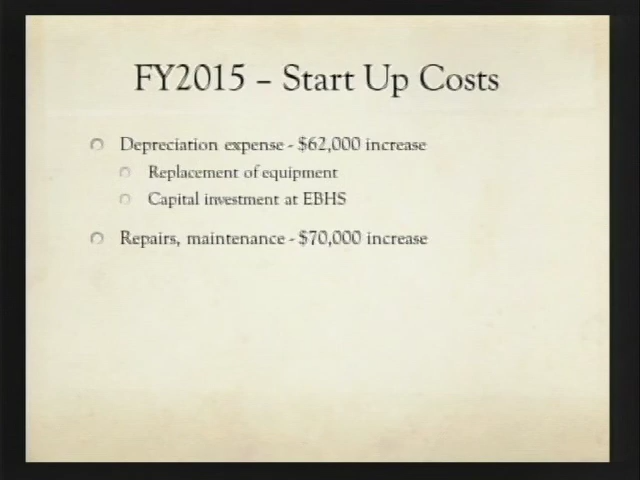 FY2015 – Start Up Costs
Depreciation expense - $62,000 increase
Replacement of equipment
Capital investment at EBHS
Repairs, maintenance - $70,000 increase